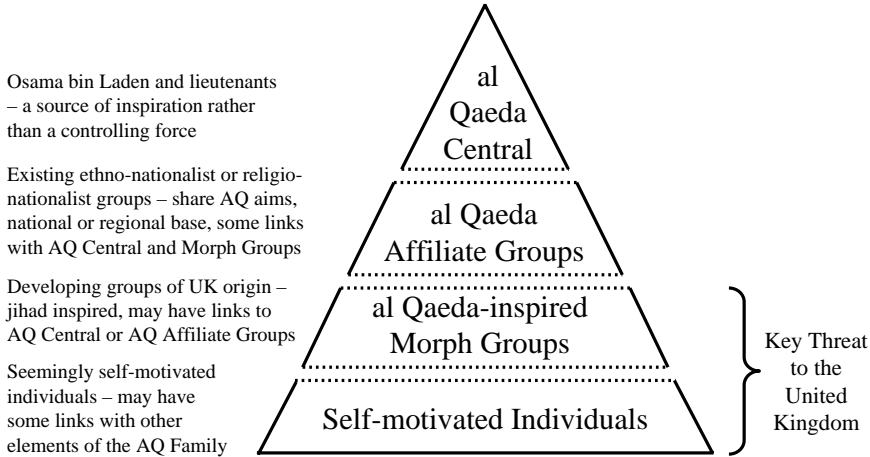 Osama bin Laden and lieutenants
– a source of inspiration rather
than a controlling force
al
Qaeda
Central
Existing ethno-nationalist or religio-
nationalist groups – share AQ aims,
national or regional base, some links
with AQ Central and Morph Groups
al Qaeda
Affiliate Groups
Developing groups of UK origin –
jihad inspired, may have links to
AQ Central or AQ Affiliate Groups
al Qaeda-inspired
Morph Groups
Seemingly self-motivated
individuals – may have
some links with other
elements of the AQ Family
Self-motivated Individuals
Key Threat
to the
United
Kingdom